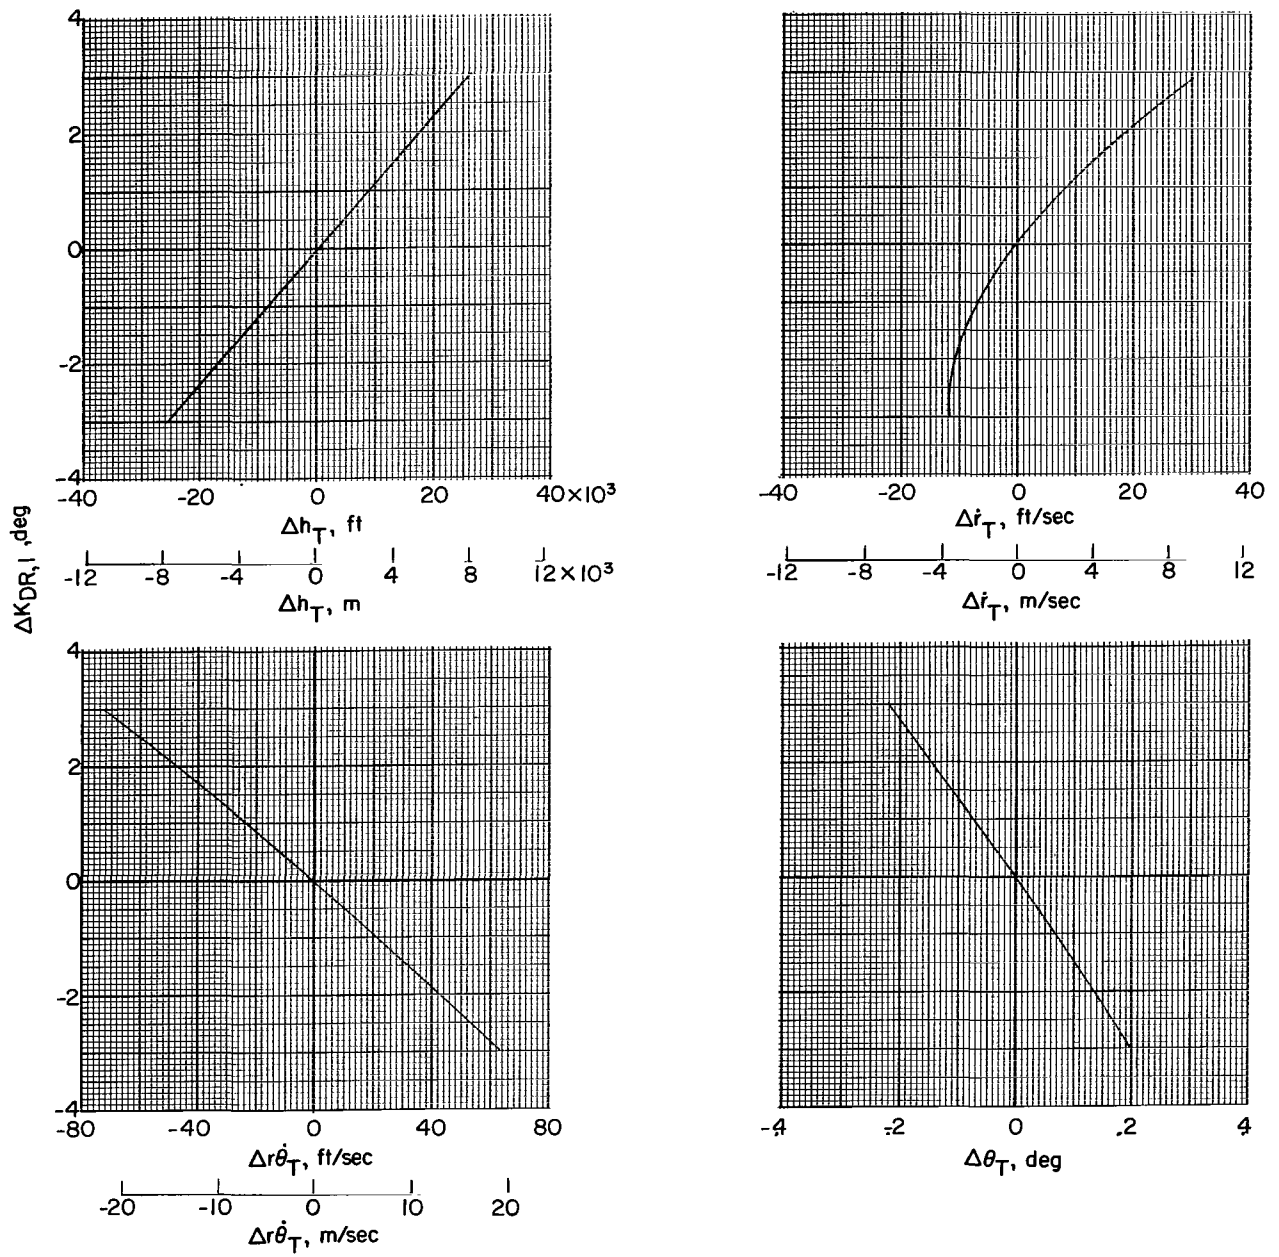 4
2
0
-2
-4
-40 -20 0 20 40×10³
Δh_T, ft
-12 -8 -4 0 4 8 12×10³
Δh_T, m
-40 -20 0 20 40
Δṙ_T, ft/sec
-12 -8 -4 0 4 8 12
Δṙ_T, m/sec
ΔK_DR,I, deg
4
2
0
-2
-4
-80 -40 0 40 80
Δrθ̇_T, ft/sec
-20 -10 0 10 20
Δrθ̇_T, m/sec
-.4 -.2 0 .2 .4
Δθ_T, deg